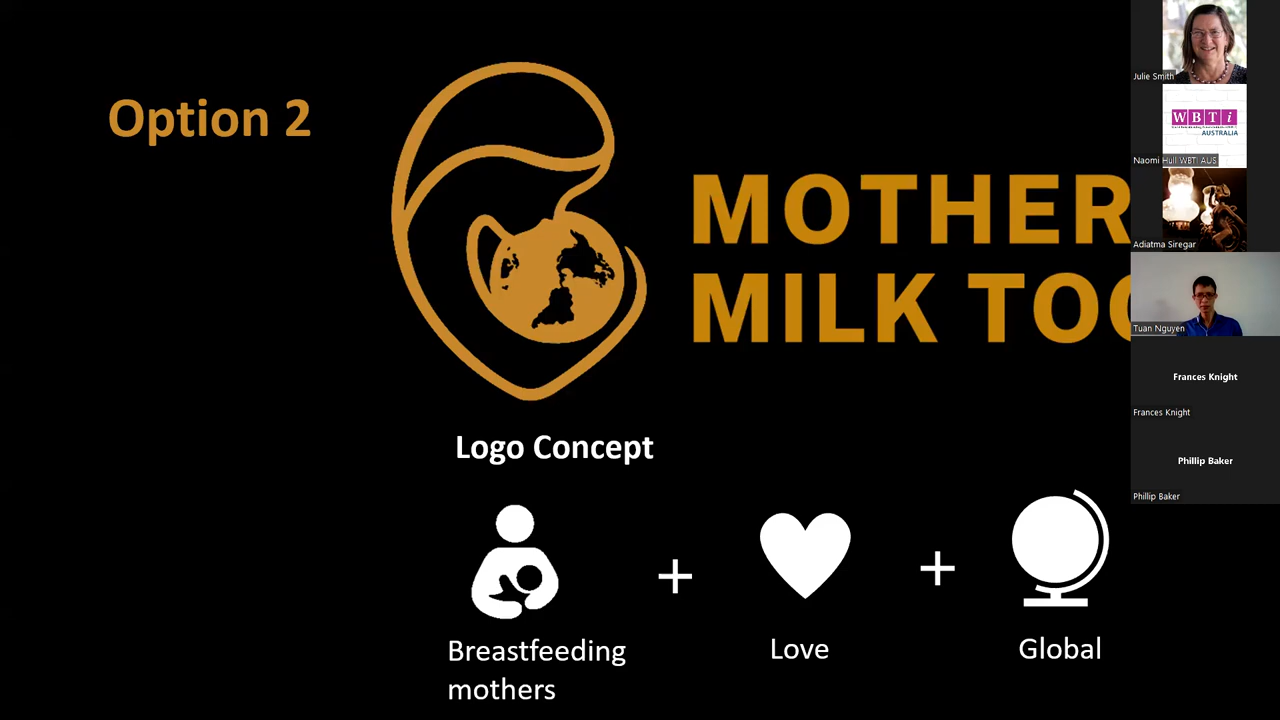 Option 2
MOTHER
MILK TOO
Logo Concept
+
+
Breastfeeding
mothers
Love
Global
Julie Smith
WBTi
AUSTRALIA
Naomi Hull WBTI AUS
Adiatma Siregar
Tuan Nguyen
Frances Knight
Frances Knight
Phillip Baker
Phillip Baker